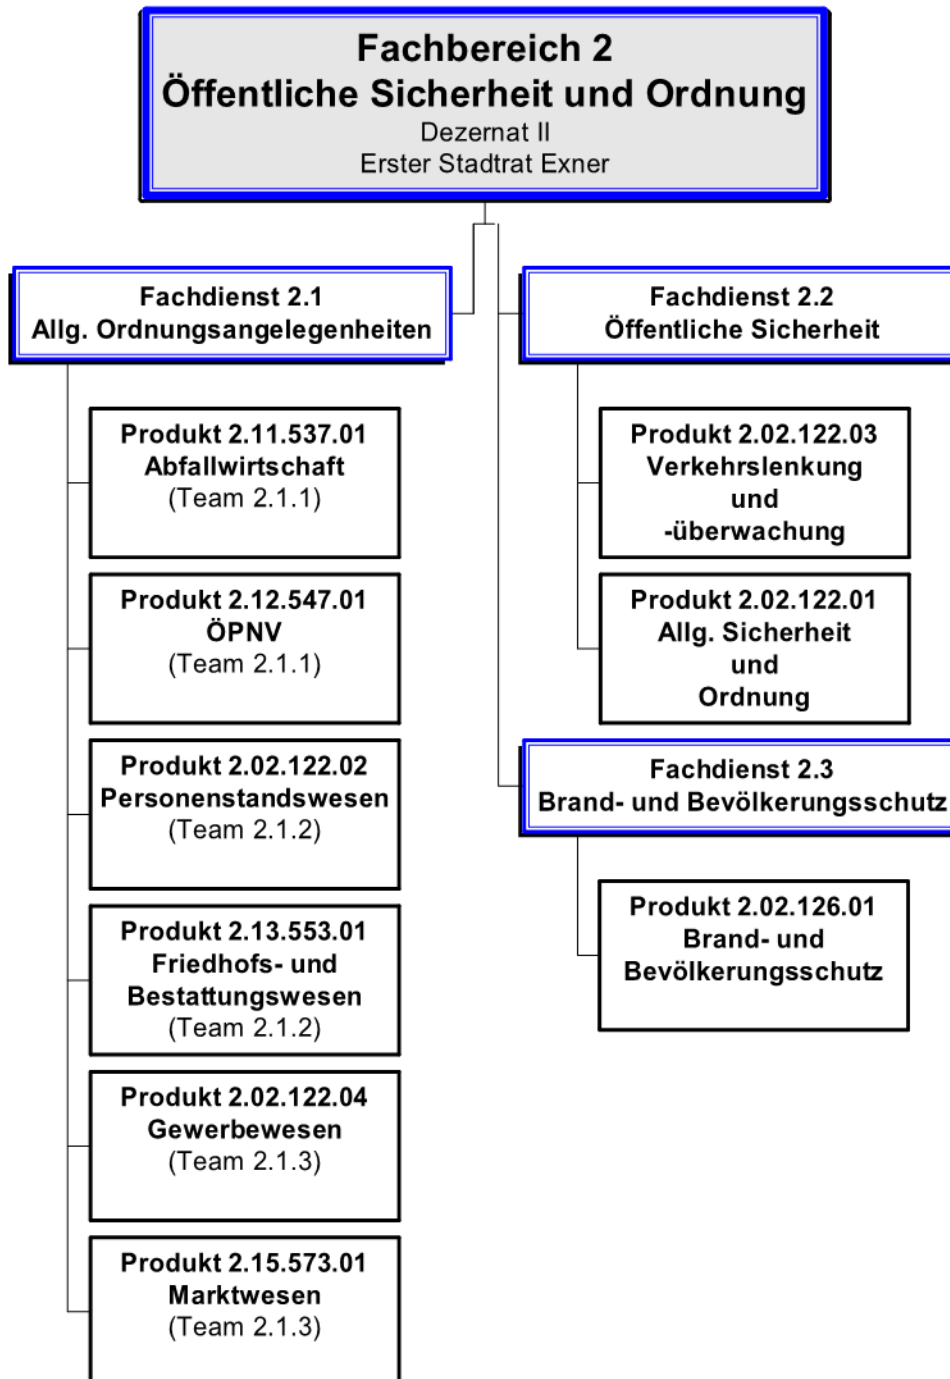 Fachbereich 2
Öffentliche Sicherheit und Ordnung
Dezernat II
Erster Stadtrat Exner
Fachdienst 2.1
Allg. Ordnungsangelegenheiten
Produkt 2.11.537.01
Abfallwirtschaft
(Team 2.1.1)
Produkt 2.12.547.01
ÖPNV
(Team 2.1.1)
Produkt 2.02.122.02
Personenstandswesen
(Team 2.1.2)
Produkt 2.13.553.01
Friedhofs- und
Bestattungswesen
(Team 2.1.2)
Produkt 2.02.122.04
Gewerbewesen
(Team 2.1.3)
Produkt 2.15.573.01
Marktwesen
(Team 2.1.3)
Fachdienst 2.2
Öffentliche Sicherheit
Produkt 2.02.122.03
Verkehrslenkung
und
-überwachung
Produkt 2.02.122.01
Allg. Sicherheit
und
Ordnung
Fachdienst 2.3
Brand- und Bevölkerungsschutz
Produkt 2.02.126.01
Brand- und
Bevölkerungsschutz